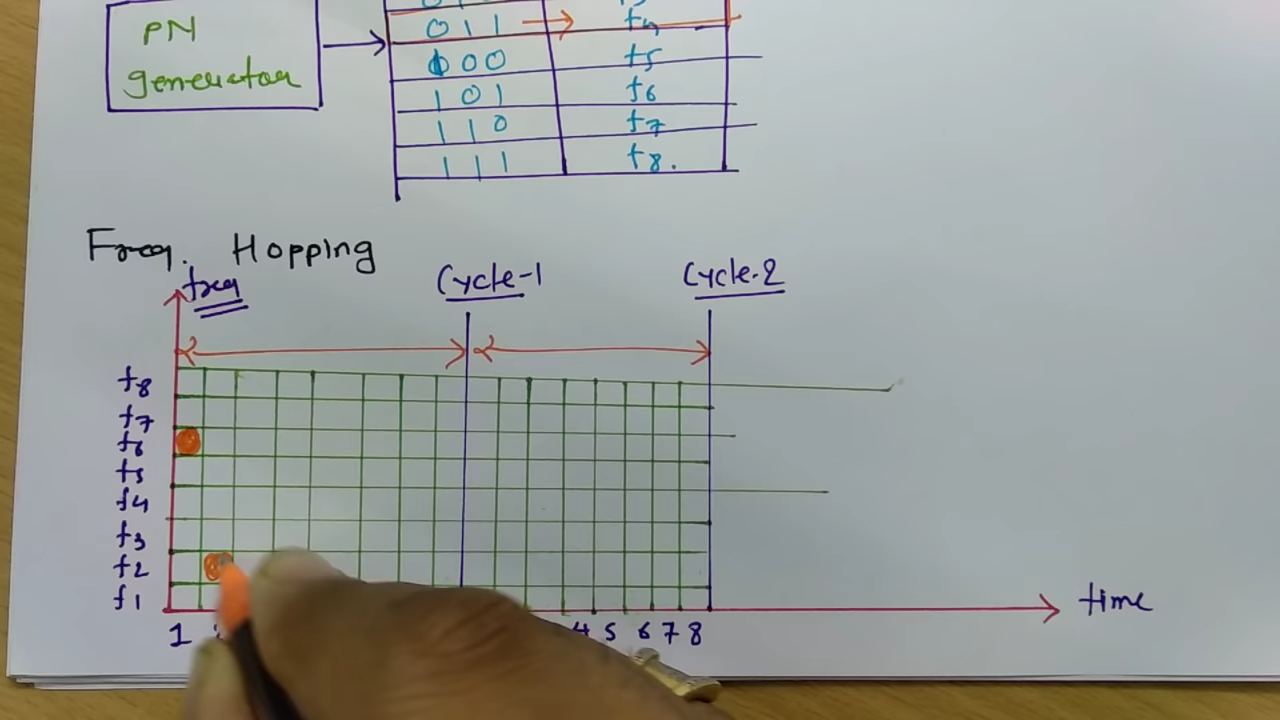 PN
generator
0 1 1 → f4
1 0 0 f5
1 0 1 f6
1 1 0 f7
1 1 1 f8.
Freq. Hopping
freq
Cycle-1
Cycle-2
f8
f7
f6
f5
f4
f3
f2
f1
time
1
4 5 6 7 8